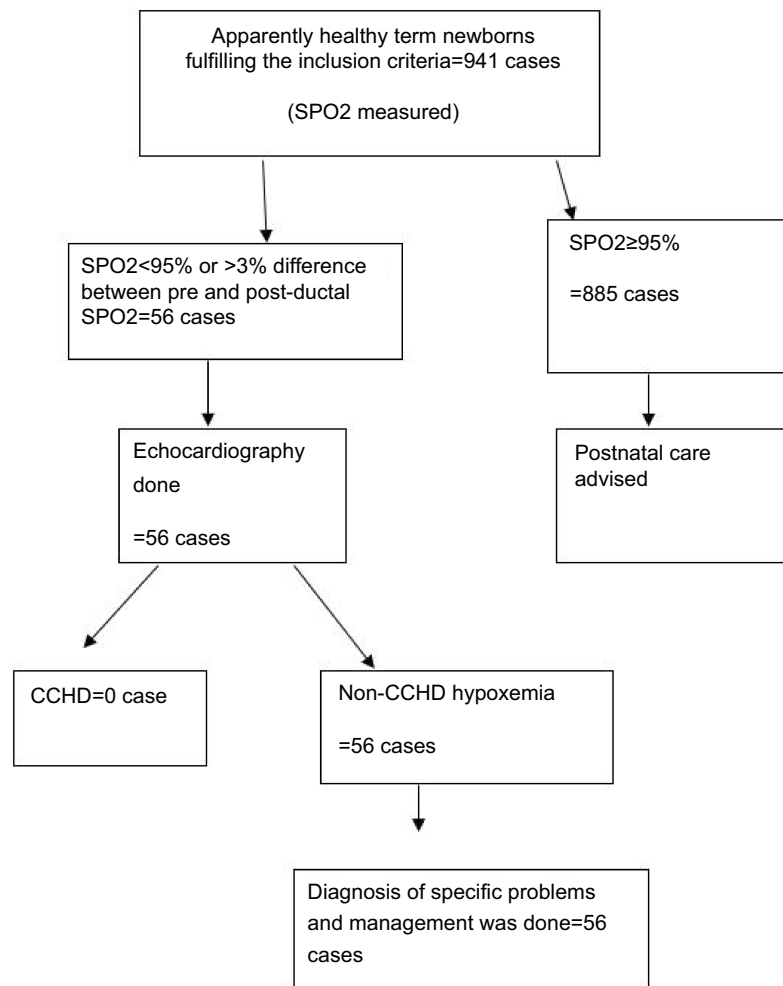 Apparently healthy term newborns
fulfilling the inclusion criteria=941 cases
(SPO2 measured)
SPO2<95% or >3% difference
between pre and post-ductal
SPO2=56 cases
SPO2≥95%
=885 cases
Echocardiography
done
=56 cases
Postnatal care
advised
CCHD=0 case
Non-CCHD hypoxemia
=56 cases
Diagnosis of specific problems
and management was done=56
cases